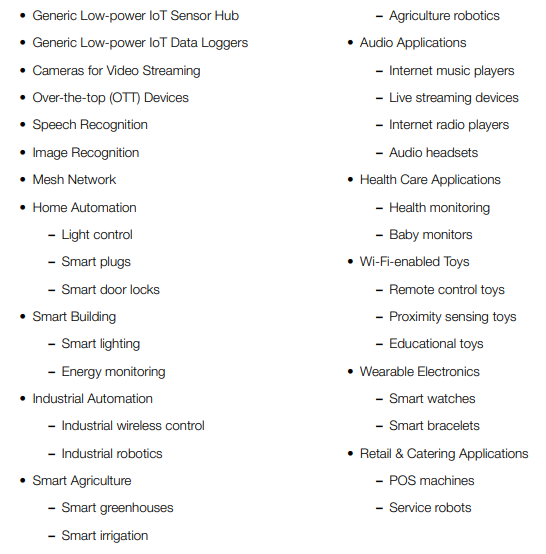 • Generic Low-power IoT Sensor Hub
• Generic Low-power IoT Data Loggers
• Cameras for Video Streaming
• Over-the-top (OTT) Devices
• Speech Recognition
• Image Recognition
• Mesh Network
• Home Automation
– Light control
– Smart plugs
– Smart door locks
• Smart Building
– Smart lighting
– Energy monitoring
• Industrial Automation
– Industrial wireless control
– Industrial robotics
• Smart Agriculture
– Smart greenhouses
– Smart irrigation
– Agriculture robotics
• Audio Applications
– Internet music players
– Live streaming devices
– Internet radio players
– Audio headsets
• Health Care Applications
– Health monitoring
– Baby monitors
• Wi-Fi-enabled Toys
– Remote control toys
– Proximity sensing toys
– Educational toys
• Wearable Electronics
– Smart watches
– Smart bracelets
• Retail & Catering Applications
– POS machines
– Service robots